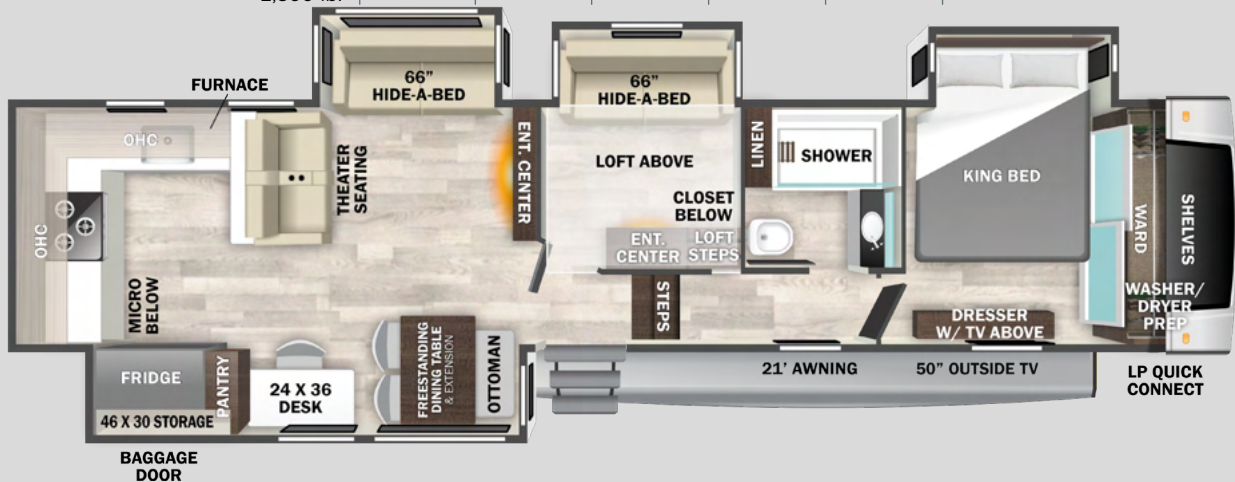 FURNACE
66”
HIDE-A-BED
66”
HIDE-A-BED
OHC
OHC
THEATER
SEATING
ENT. CENTER
LOFT ABOVE
LINEN
SHOWER
CLOSET
BELOW
ENT.
CENTER
LOFT
STEPS
STEPS
KING BED
WARD
SHELVES
WASHER/
DRYER
PREP
DRESSER
W/ TV ABOVE
MICRO
BELOW
FRIDGE
PANTRY
46 X 30 STORAGE
24 X 36
DESK
FREESTANDING
DINING TABLE
& EXTENSION
OTTOMAN
21’ AWNING
50” OUTSIDE TV
LP QUICK
CONNECT
BAGGAGE
DOOR